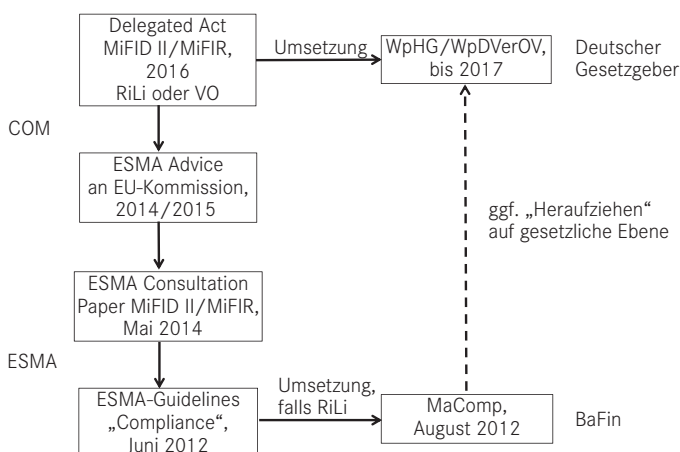 Delegated Act
MiFID II/MiFIR,
2016
RiLi oder VO
Umsetzung
WpHG/WpDVerOV,
bis 2017
Deutscher
Gesetzgeber
COM
ESMA Advice
an EU-Kommission,
2014/2015
ggf. „Heraufziehen“
auf gesetzliche Ebene
ESMA Consultation
Paper MiFID II/MiFIR,
Mai 2014
ESMA
ESMA-Guidelines
„Compliance“,
Juni 2012
Umsetzung,
falls RiLi
MaComp,
August 2012
BaFin